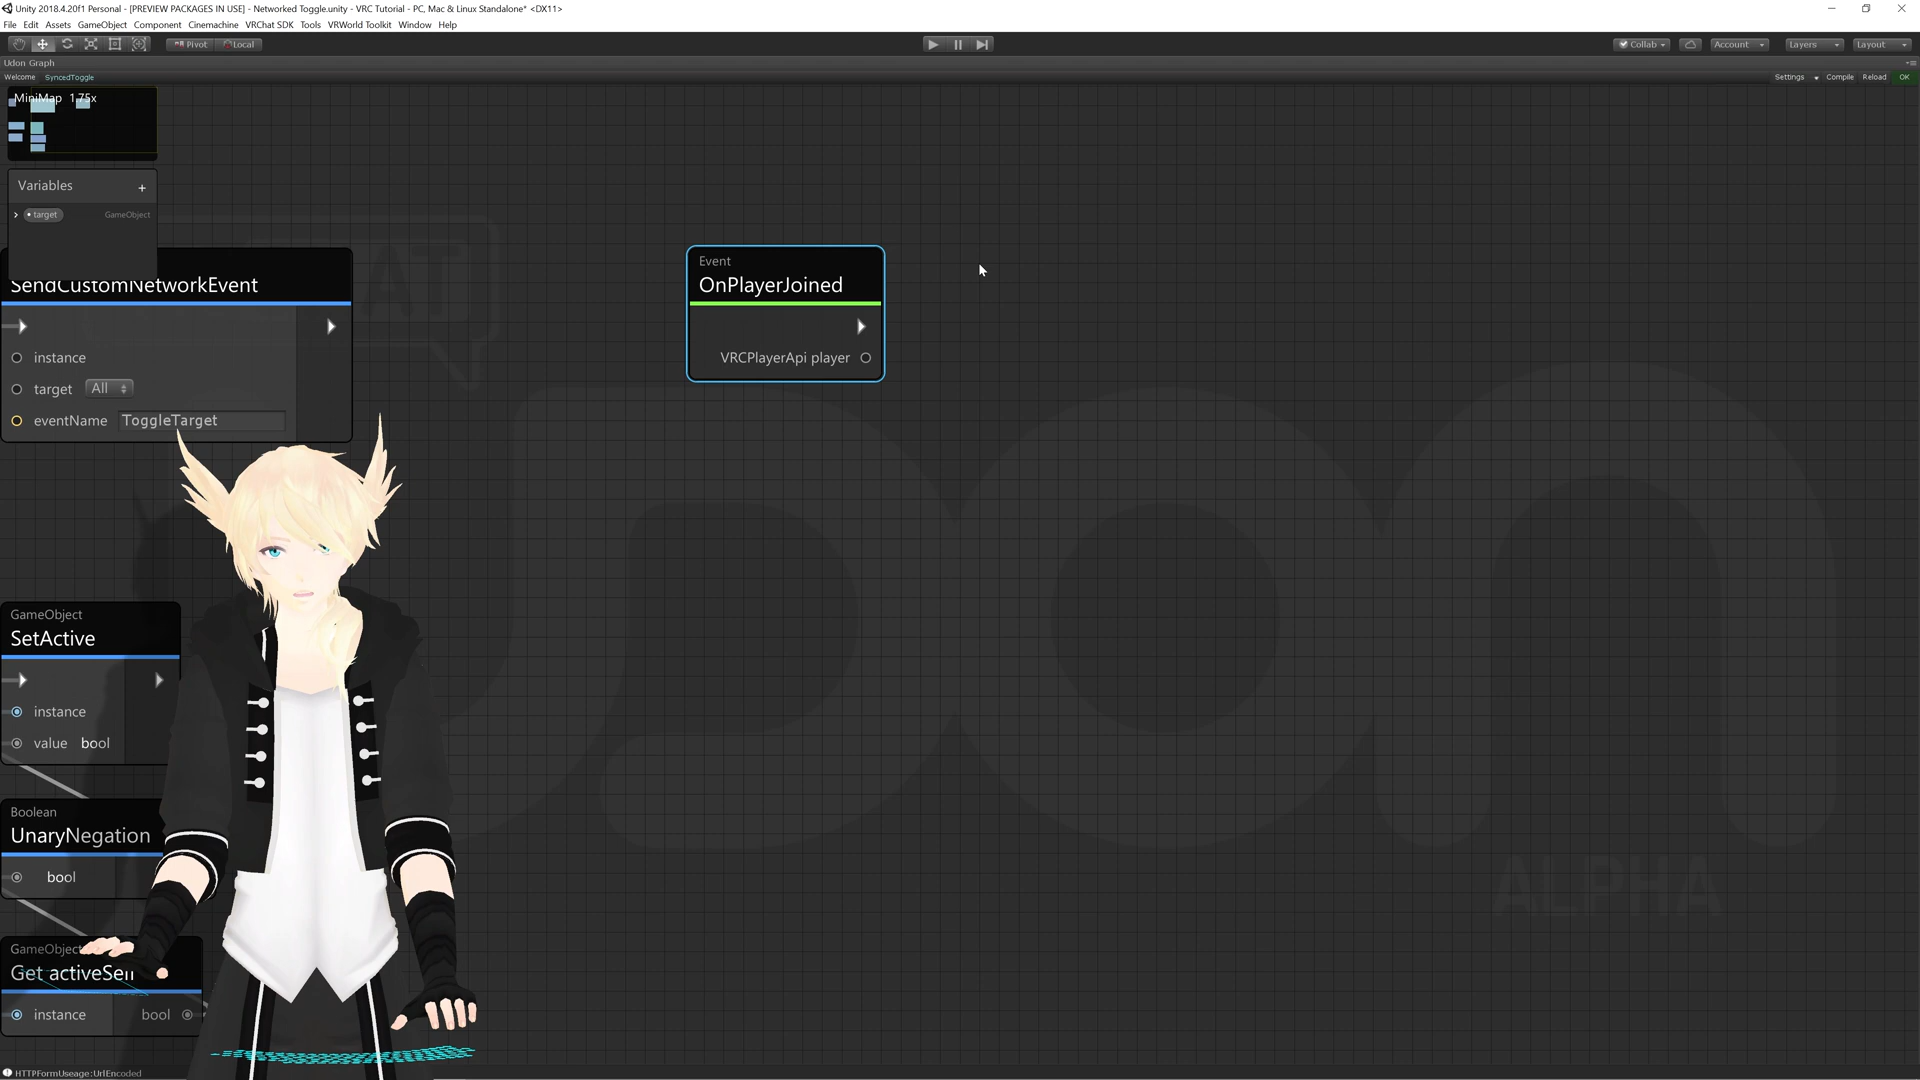 Unity 2018.4.20f1 Personal - [PREVIEW PACKAGES IN USE] - Networked Toggle.unity - VRC Tutorial - PC, Mac & Linux Standalone* <DX11>
File Edit Assets GameObject Component Cinemachine VRChat SDK Tools VRWorld Toolkit Window Help
Pivot Local Collab Account Layers Layout
Udon Graph
Welcome SyncedToggle Settings Compile Reload OK
MiniMap 1.75x
Variables +
target GameObject
SendCustomNetworkEvent
instance
target All
eventName ToggleTarget
Event
OnPlayerJoined
VRCPlayerApi player
GameObject
SetActive
instance
value bool
Boolean
UnaryNegation
bool
GameObject
Get activeSelf
instance bool
ALPHA
HTTPFormUseage:UrlEncoded